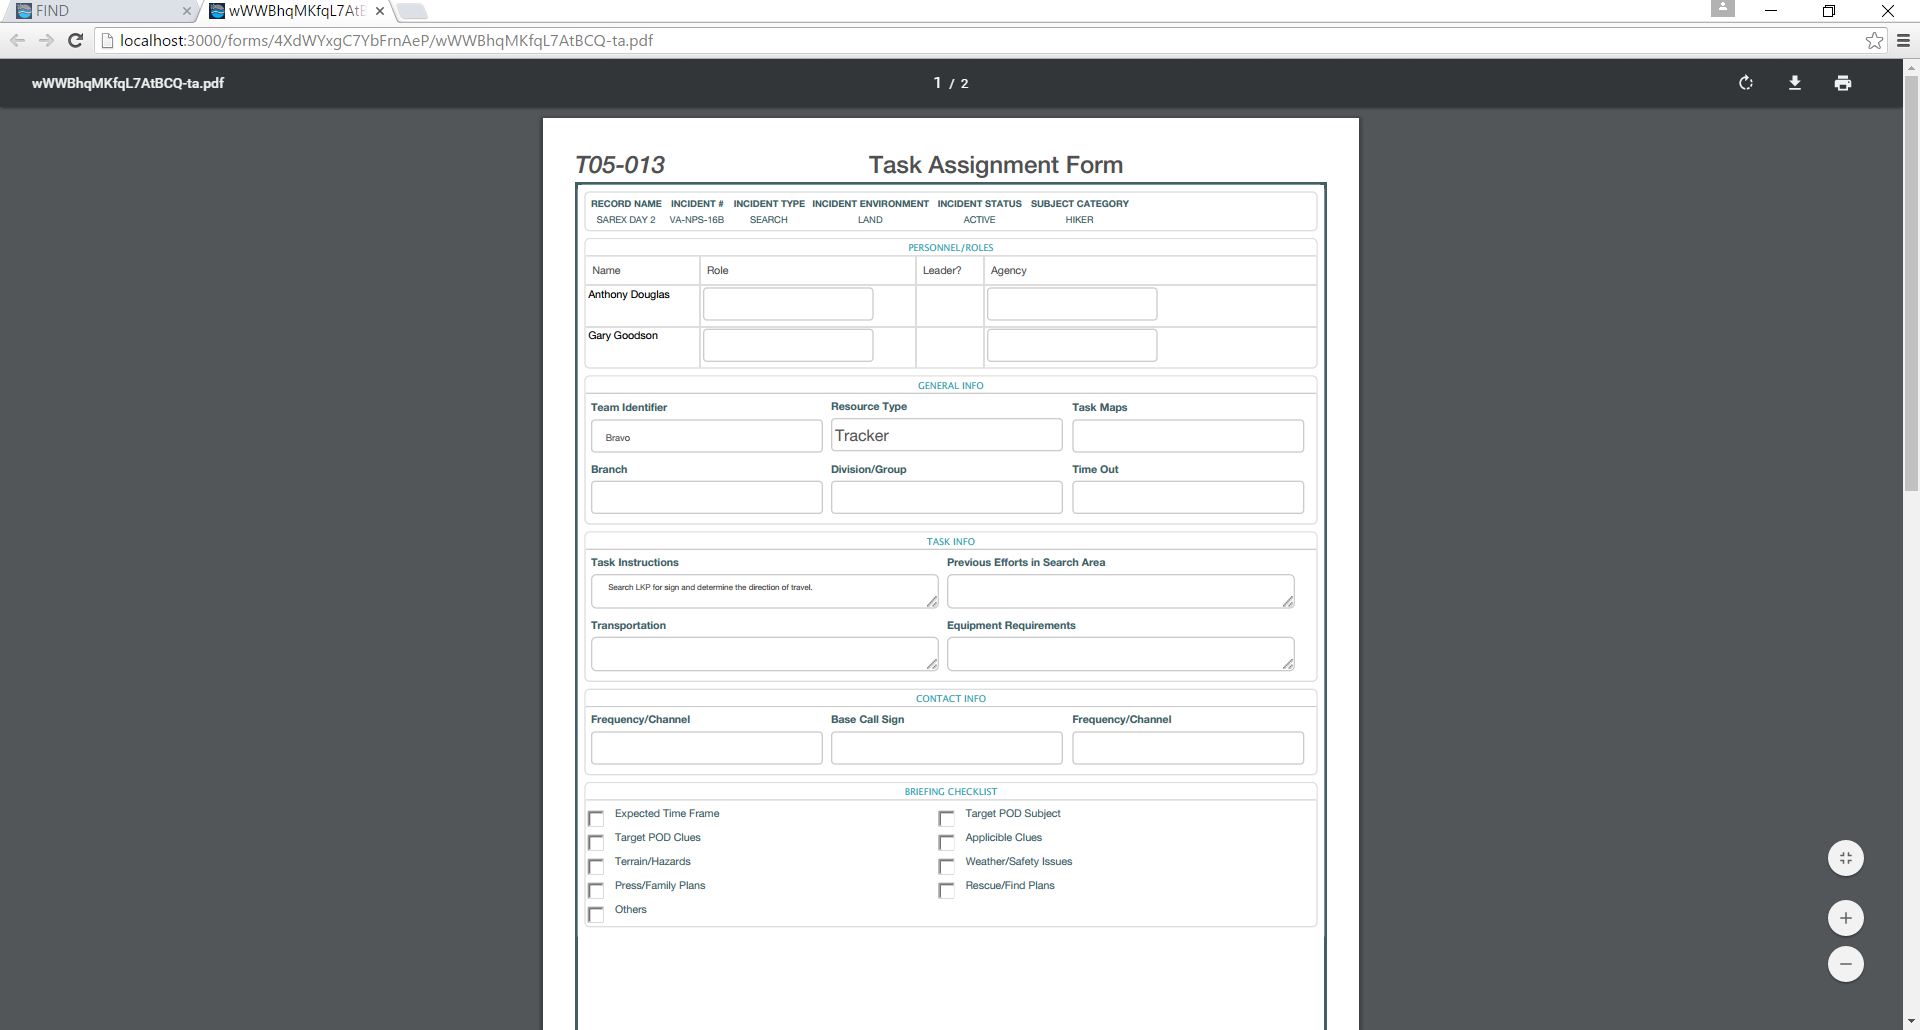 FIND
wWWBhqMKfqL7AtB
localhost:3000/forms/4XdWYxgC7YbFrnAeP/wWWBhqMKfqL7AtBCQ-ta.pdf
wWWBhqMKfqL7AtBCQ-ta.pdf
1 / 2
T05-013
Task Assignment Form
RECORD NAME INCIDENT # INCIDENT TYPE INCIDENT ENVIRONMENT INCIDENT STATUS SUBJECT CATEGORY
SAREX DAY 2 VA-NPS-16B SEARCH LAND ACTIVE HIKER
PERSONNEL/ROLES
Name Role Leader? Agency
Anthony Douglas
Gary Goodson
GENERAL INFO
Team Identifier Resource Type Task Maps
Bravo Tracker
Branch Division/Group Time Out
TASK INFO
Task Instructions Previous Efforts in Search Area
Search LKP for sign and determine the direction of travel.
Transportation Equipment Requirements
CONTACT INFO
Frequency/Channel Base Call Sign Frequency/Channel
BRIEFING CHECKLIST
Expected Time Frame Target POD Subject
Target POD Clues Applicible Clues
Terrain/Hazards Weather/Safety Issues
Press/Family Plans Rescue/Find Plans
Others